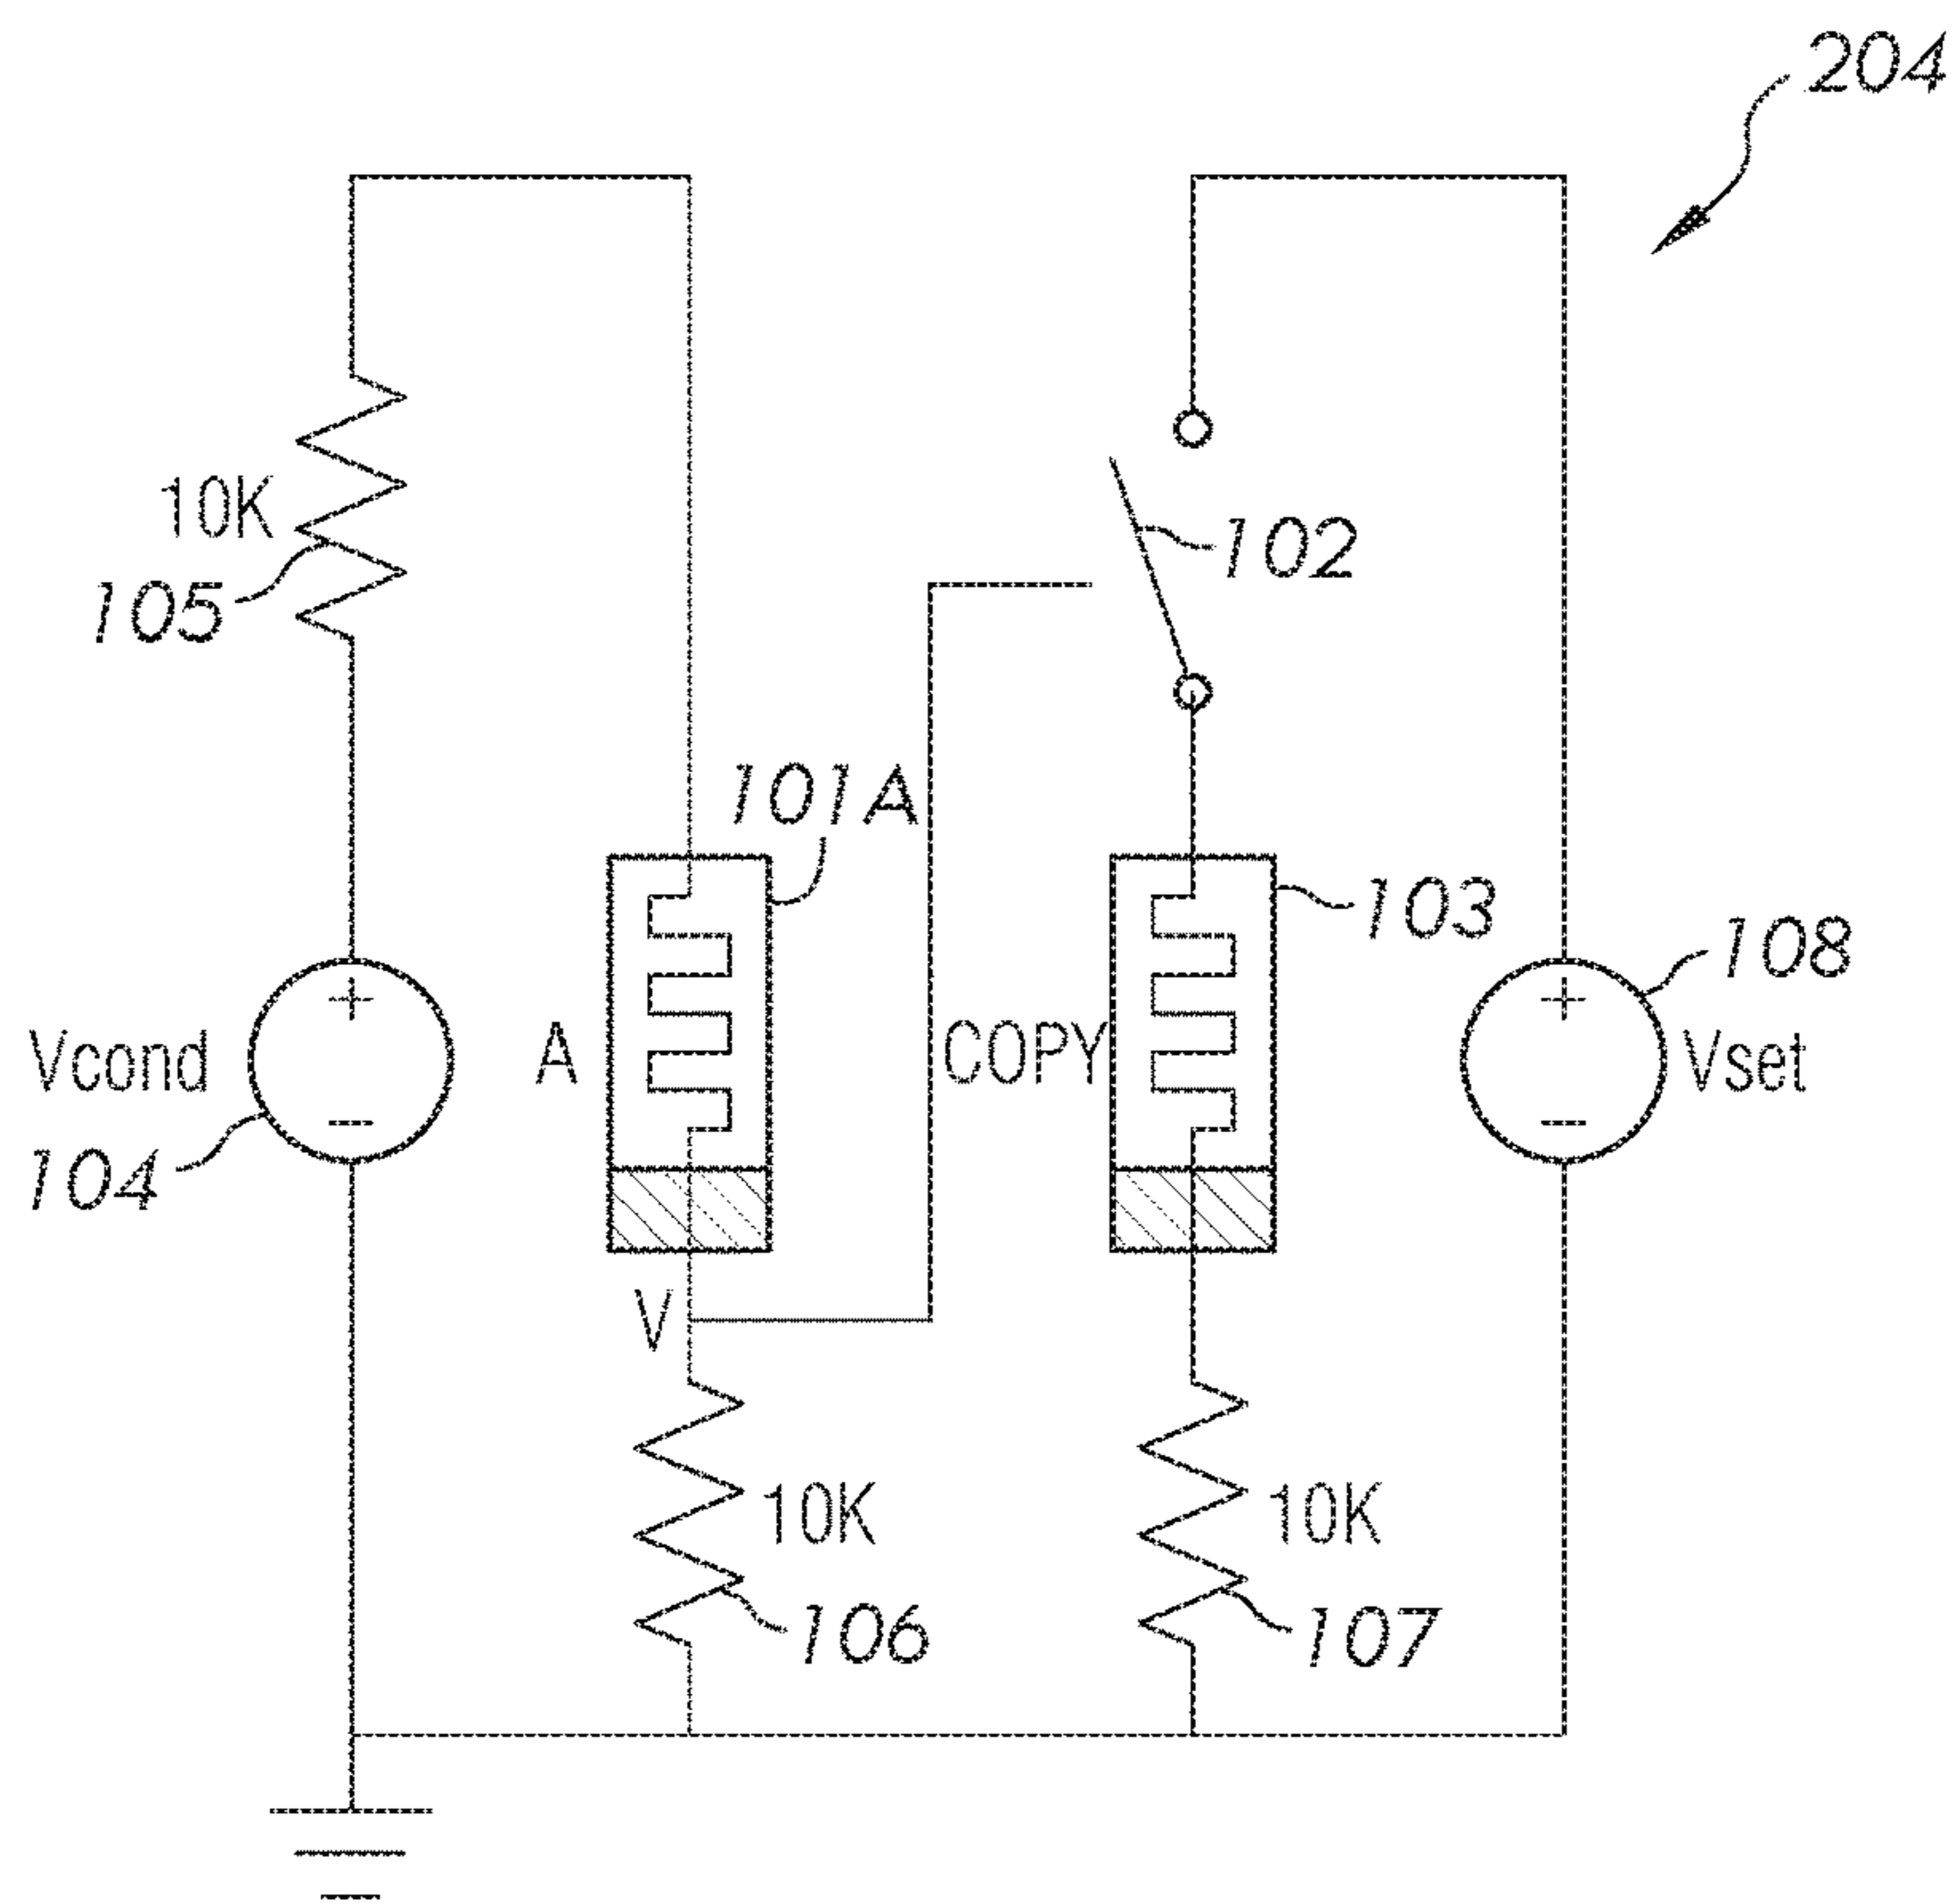 204
10K
105
102
101A
103
108
Vcond
+
−
A
COPY
+
−
Vset
104
V
10K
106
10K
107